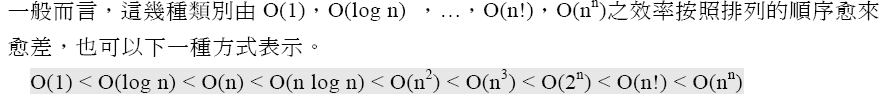 一般而言，這幾種類別由 O(1)，O(log n) ，…，O(n!)，O(nⁿ)之效率按照排列的順序愈來
愈差，也可以下一種方式表示。
O(1) < O(log n) < O(n) < O(n log n) < O(n²) < O(n³) < O(2ⁿ) < O(n!) < O(nⁿ)